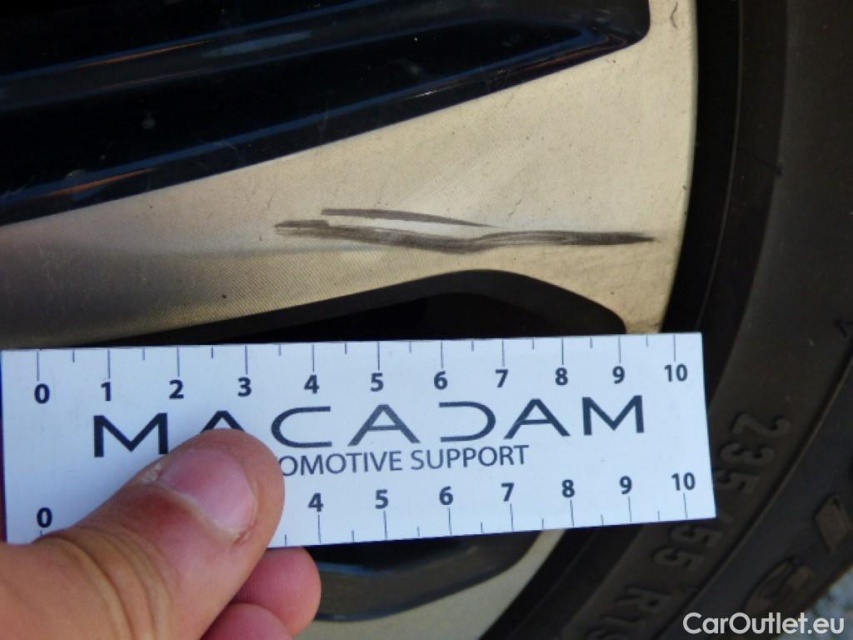 0 1 2 3 4 5 6 7 8 9 10
MACADAM
OMOTIVE SUPPORT
0 4 5 6 7 8 9 10
235 55 R
CarOutlet.eu